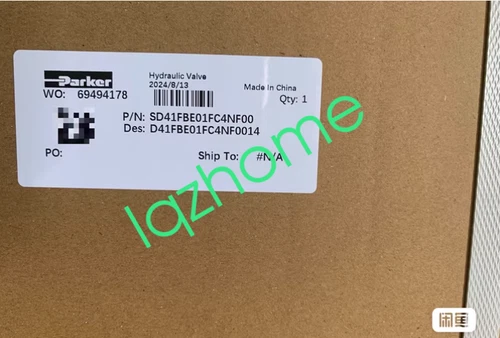 Parker
Hydraulic Valve
2024/8/13
Made In China
WO: 69494178
Qty: 1
P/N: SD41FBE01FC4NF00
Des: D41FBE01FC4NF0014
PO:
Ship To: #N/A
lqzhome
闲鱼